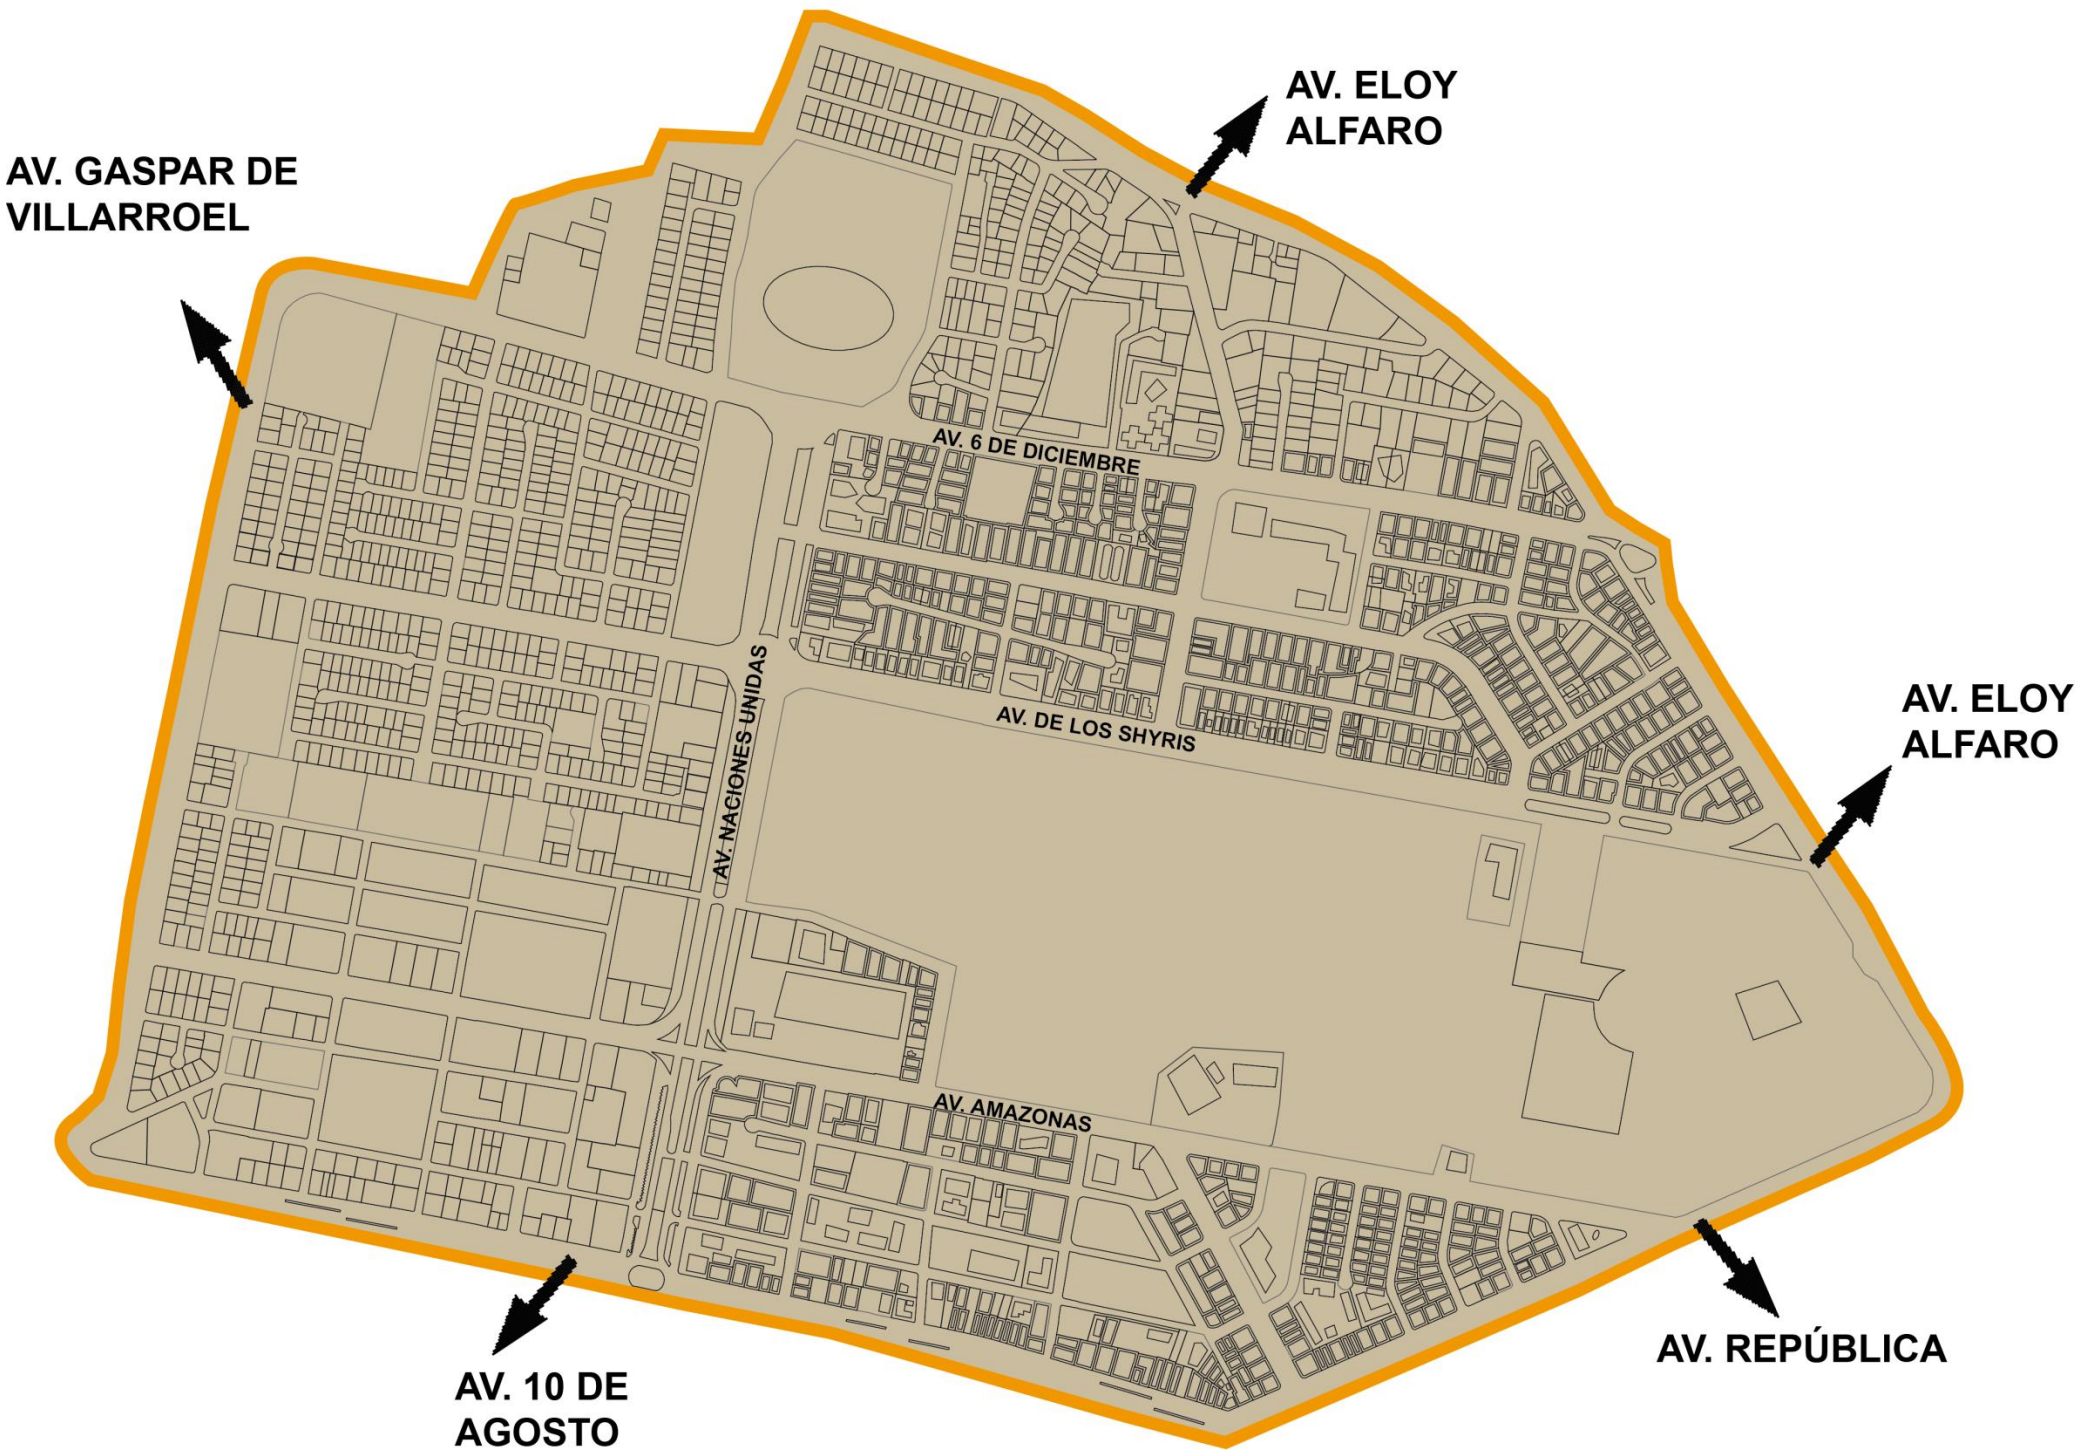 AV. ELOY
ALFARO
AV. GASPAR DE
VILLARROEL
AV. 6 DE DICIEMBRE
AV. NACIONES UNIDAS
AV. DE LOS SHYRIS
AV. ELOY
ALFARO
AV. AMAZONAS
AV. REPÚBLICA
AV. 10 DE
AGOSTO